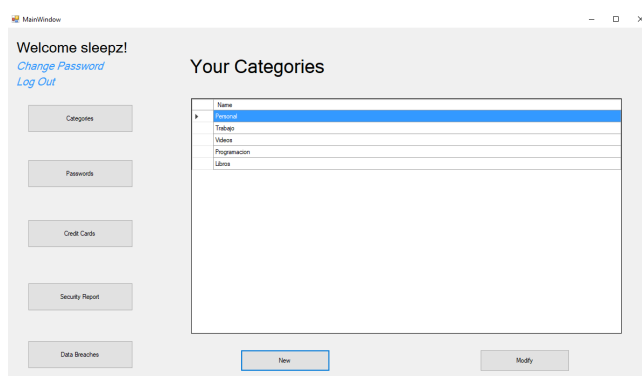 MainWindow
Welcome sleepz!
Change Password
Log Out
Your Categories
Categories
Passwords
Credit Cards
Security Report
Data Breaches
Name
Personal
Trabajo
Videos
Programacion
Libros
New
Modify